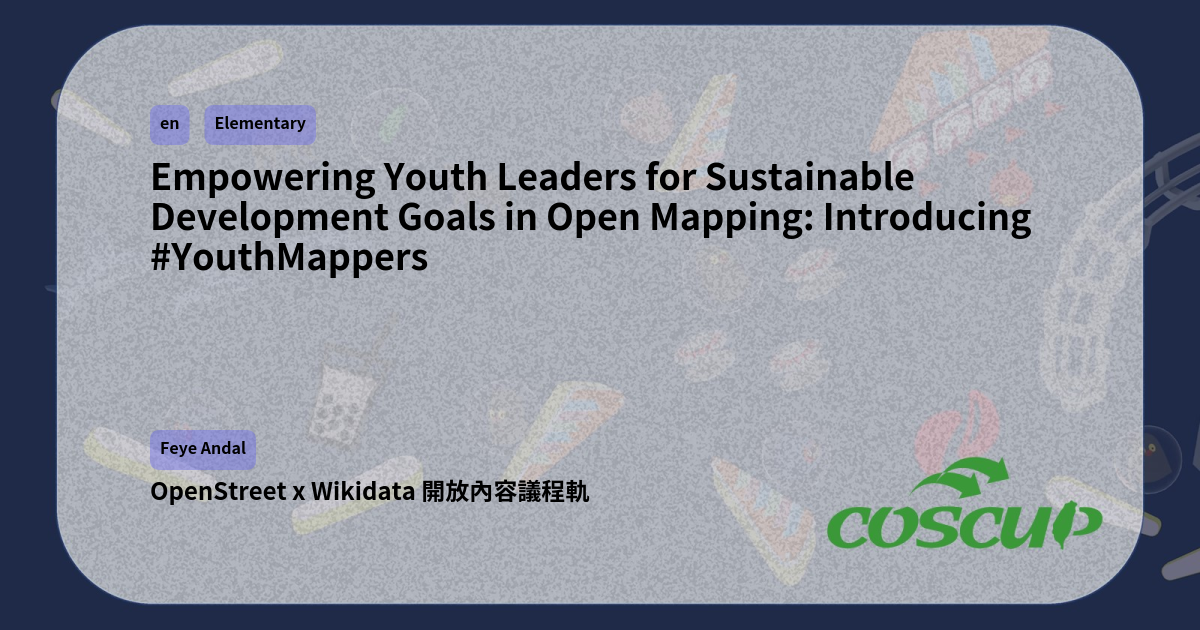 en Elementary
Empowering Youth Leaders for Sustainable
Development Goals in Open Mapping: Introducing
#YouthMappers
Feye Andal
OpenStreet x Wikidata 開放內容議程軌
COSCUP